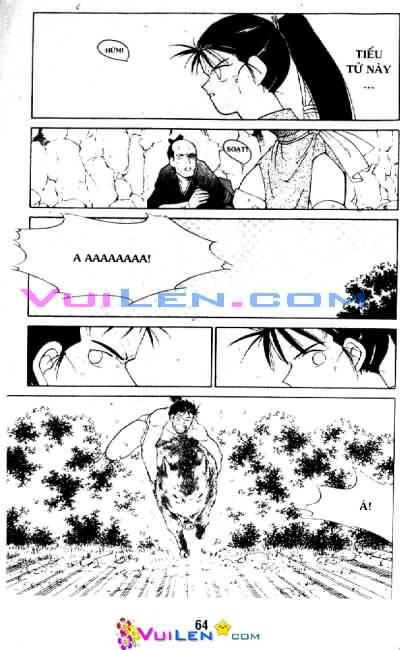 HỪM!
TIỂU
TỬ NÀY
...
SOẠT!
A AAAAAAAA!
VUILEN.COM
Á!
64
VUILEN.COM